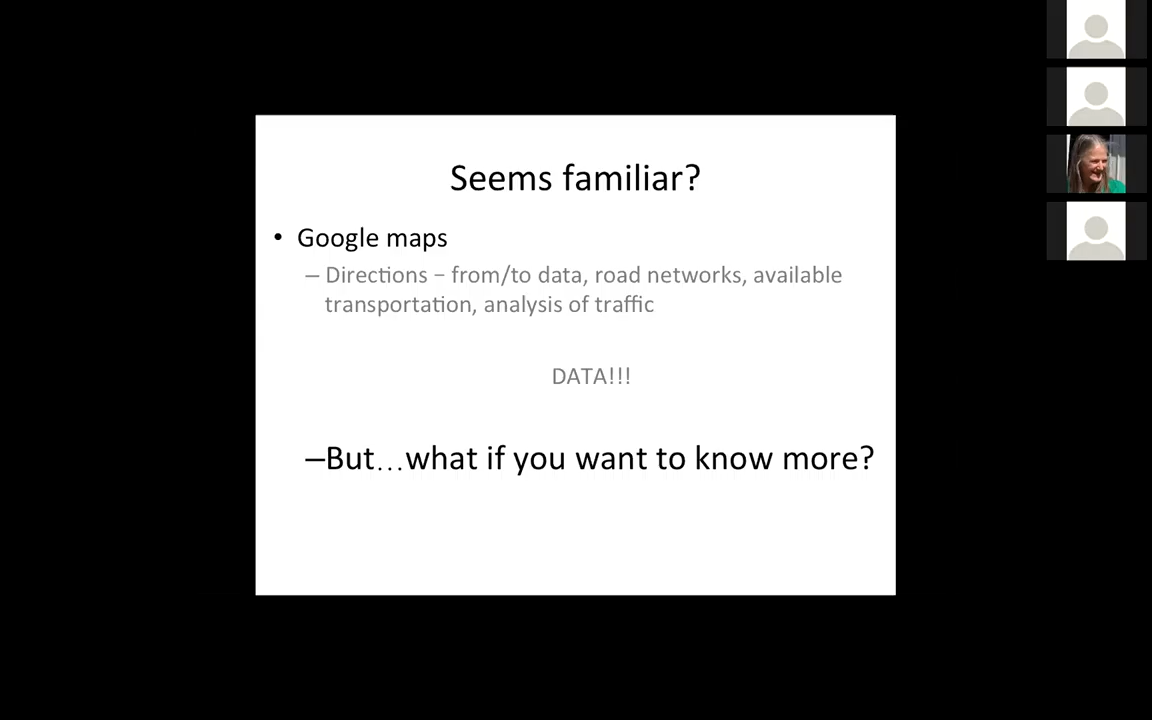 Seems familiar?
• Google maps
– Directions – from/to data, road networks, available
transportation, analysis of traffic
DATA!!!
–But...what if you want to know more?